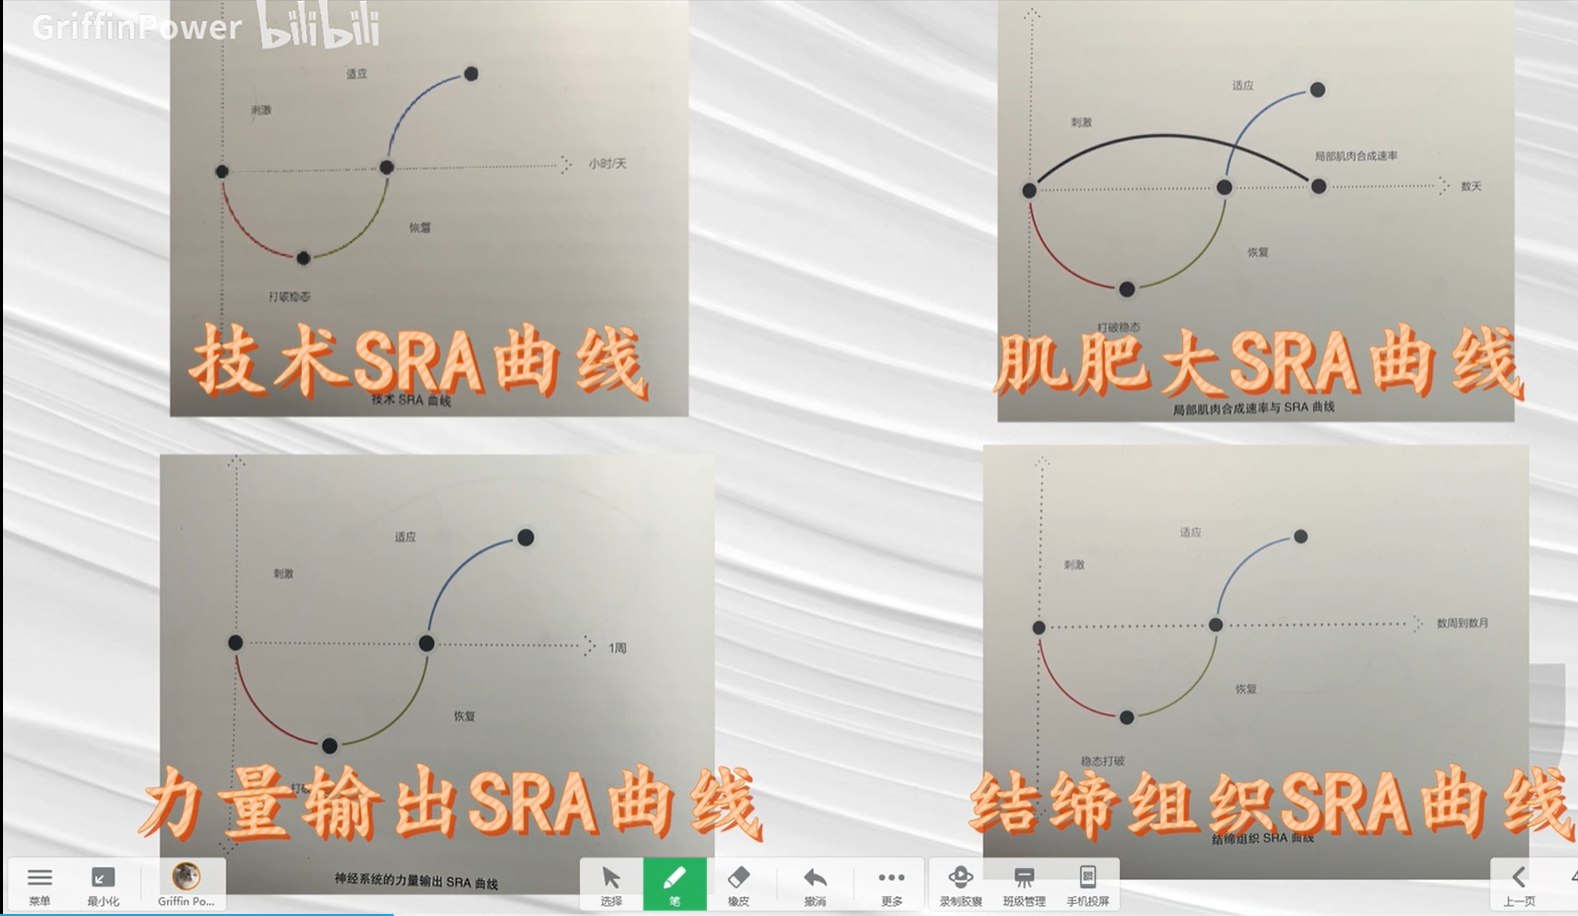 GriffinPower bilibili
适应
刺激
小时/天
恢复
打破稳态
技术SRA曲线
技术 SRA 曲线
适应
刺激
局部肌肉合成速率
数天
恢复
打破稳态
肌肥大SRA曲线
局部肌肉合成速率与 SRA 曲线
适应
刺激
1周
恢复
力量输出SRA曲线
神经系统的力量输出 SRA 曲线
适应
刺激
数周到数月
恢复
稳态打破
结缔组织SRA曲线
结缔组织 SRA 曲线
菜单
最小化
Griffin Po...
选择
笔
橡皮
撤消
更多
录制胶囊
班级管理
手机投屏
上一页